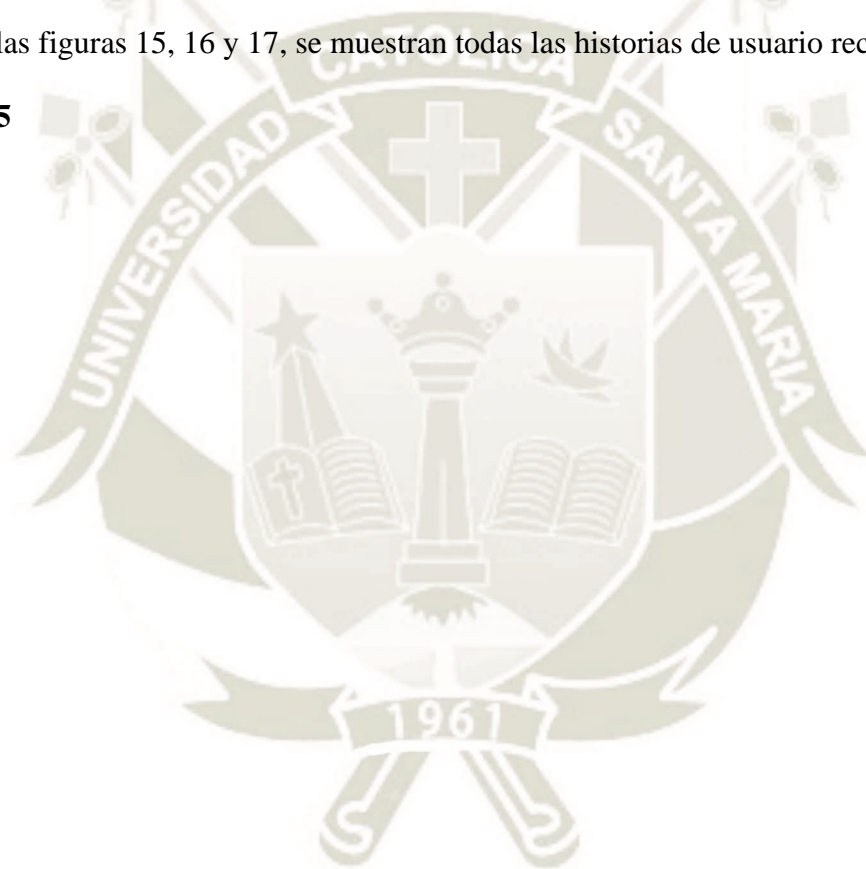 las figuras 15, 16 y 17, se muestran todas las historias de usuario rec
5
UNIVERSIDAD CATOLICA SANTA MARIA
1961